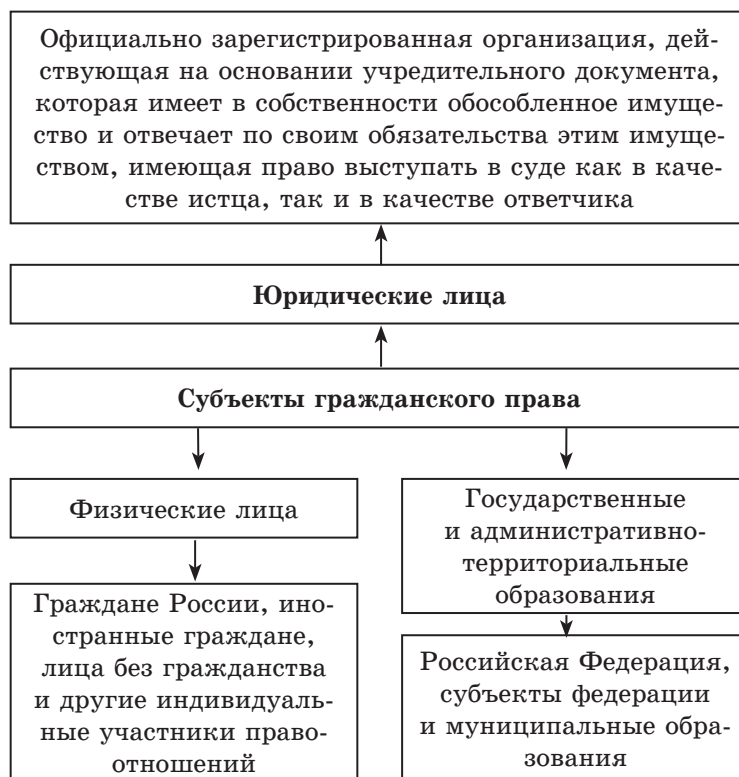 Официально зарегистрированная организация, дей-
ствующая на основании учредительного документа,
которая имеет в собственности обособленное имуще-
ство и отвечает по своим обязательства этим имуще-
ством, имеющая право выступать в суде как в каче-
стве истца, так и в качестве ответчика
Юридические лица
Субъекты гражданского права
Физические лица
Граждане России, ино-
странные граждане,
лица без гражданства
и другие индивидуаль-
ные участники право-
отношений
Государственные
и административно-
территориальные
образования
Российская Федерация,
субъекты федерации
и муниципальные обра-
зования